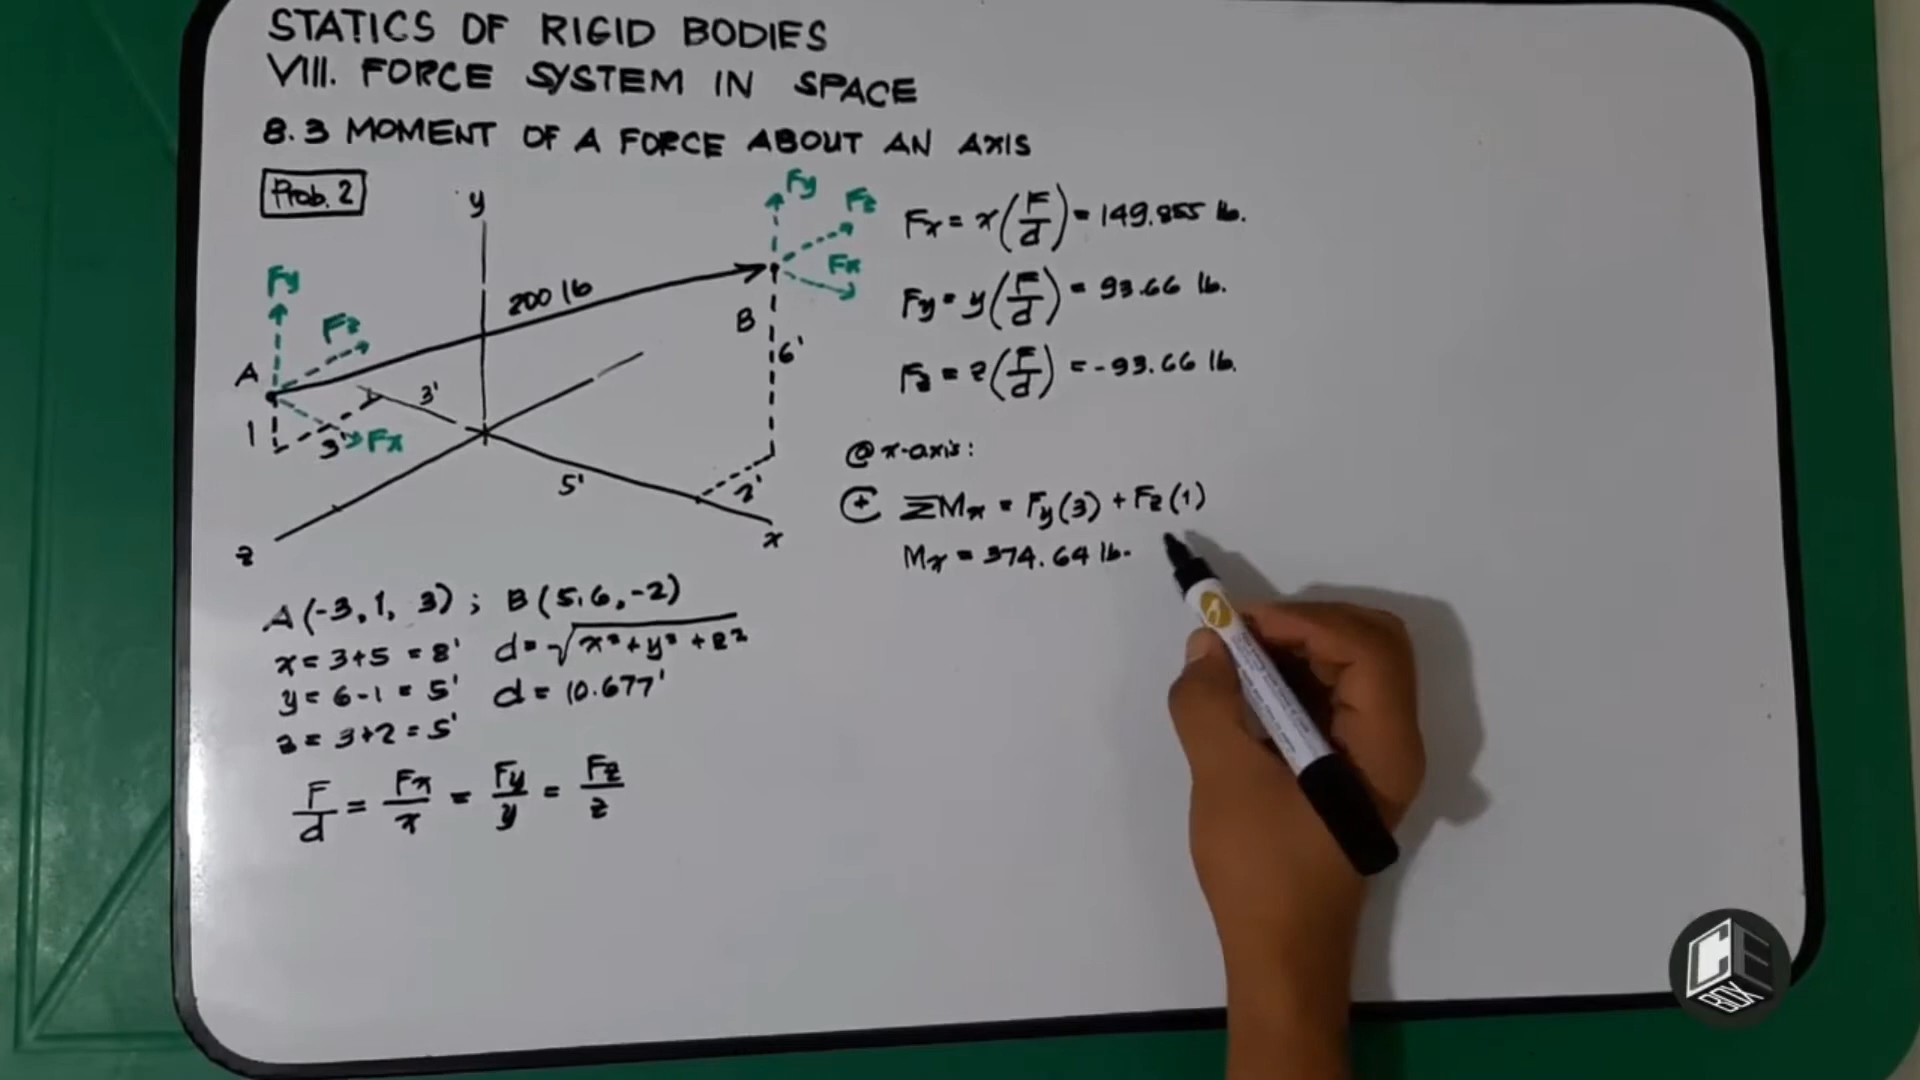 STATICS OF RIGID BODIES
VIII. FORCE SYSTEM IN SPACE
8.3 MOMENT OF A FORCE ABOUT AN AXIS
Prob. 2
y
Fy
Fz
Fx
200 lb
B
6'
Fy
Fz
A
1
3'
Fx
3'
5'
2'
z
x
A(-3, 1, 3) ; B(5, 6, -2)
x = 3+5 = 8'
d = √x²+y²+z²
y = 6-1 = 5'
d = 10.677'
z = 3+2 = 5'
F/d = Fx/x = Fy/y = Fz/z
Fx = x(F/d) = 149.855 lb.
Fy = y(F/d) = 93.66 lb.
Fz = z(F/d) = -93.66 lb.
@ x-axis:
+ ΣMx = Fy(3) + Fz(1)
Mx = 374.64 lb-
CE
BOX